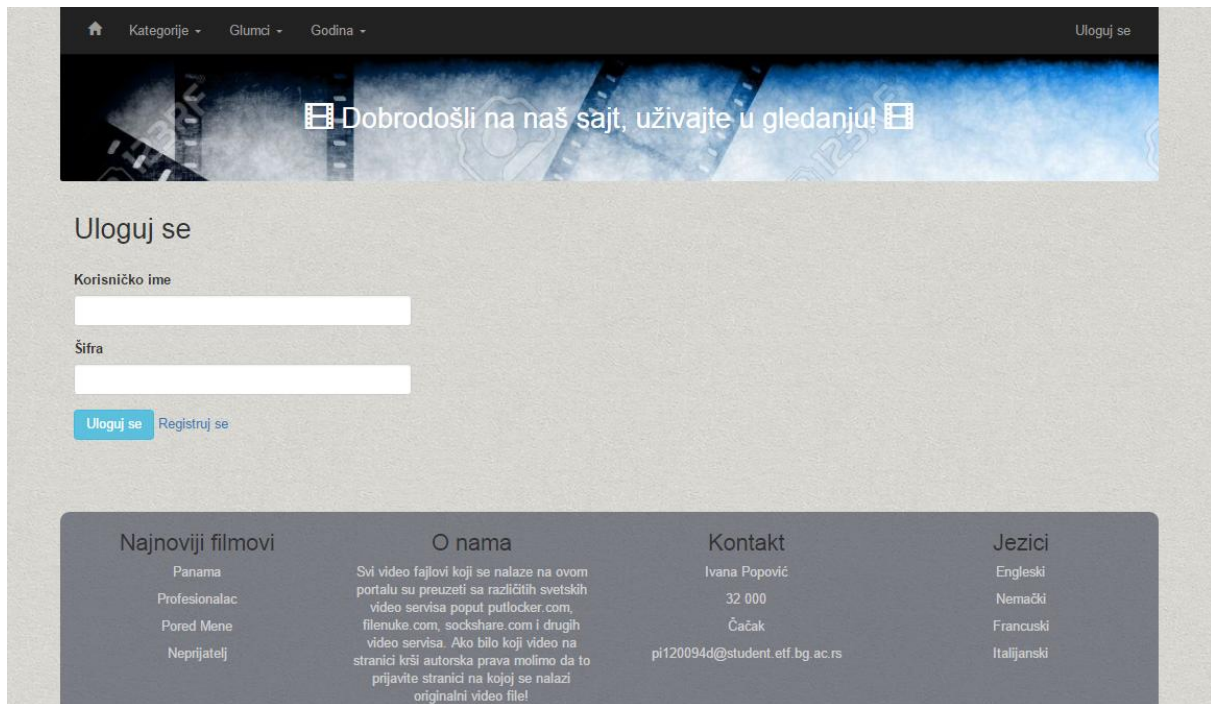 Kategorije Glumci Godina Uloguj se
Dobrodošli na naš sajt, uživajte u gledanju!
Uloguj se
Korisničko ime
Šifra
Uloguj se Registruj se
Najnoviji filmovi
Panama
Profesionalac
Pored Mene
Neprijatelj
O nama
Svi video fajlovi koji se nalaze na ovom
portalu su preuzeti sa različitih svetskih
video servisa poput putlocker.com,
filenuke.com, sockshare.com i drugih
video servisa. Ako bilo koji video na
stranici krši autorska prava molimo da to
prijavite stranici na kojoj se nalazi
originalni video file!
Kontakt
Ivana Popović
32 000
Čačak
pi120094d@student.etf.bg.ac.rs
Jezici
Engleski
Nemački
Francuski
Italijanski